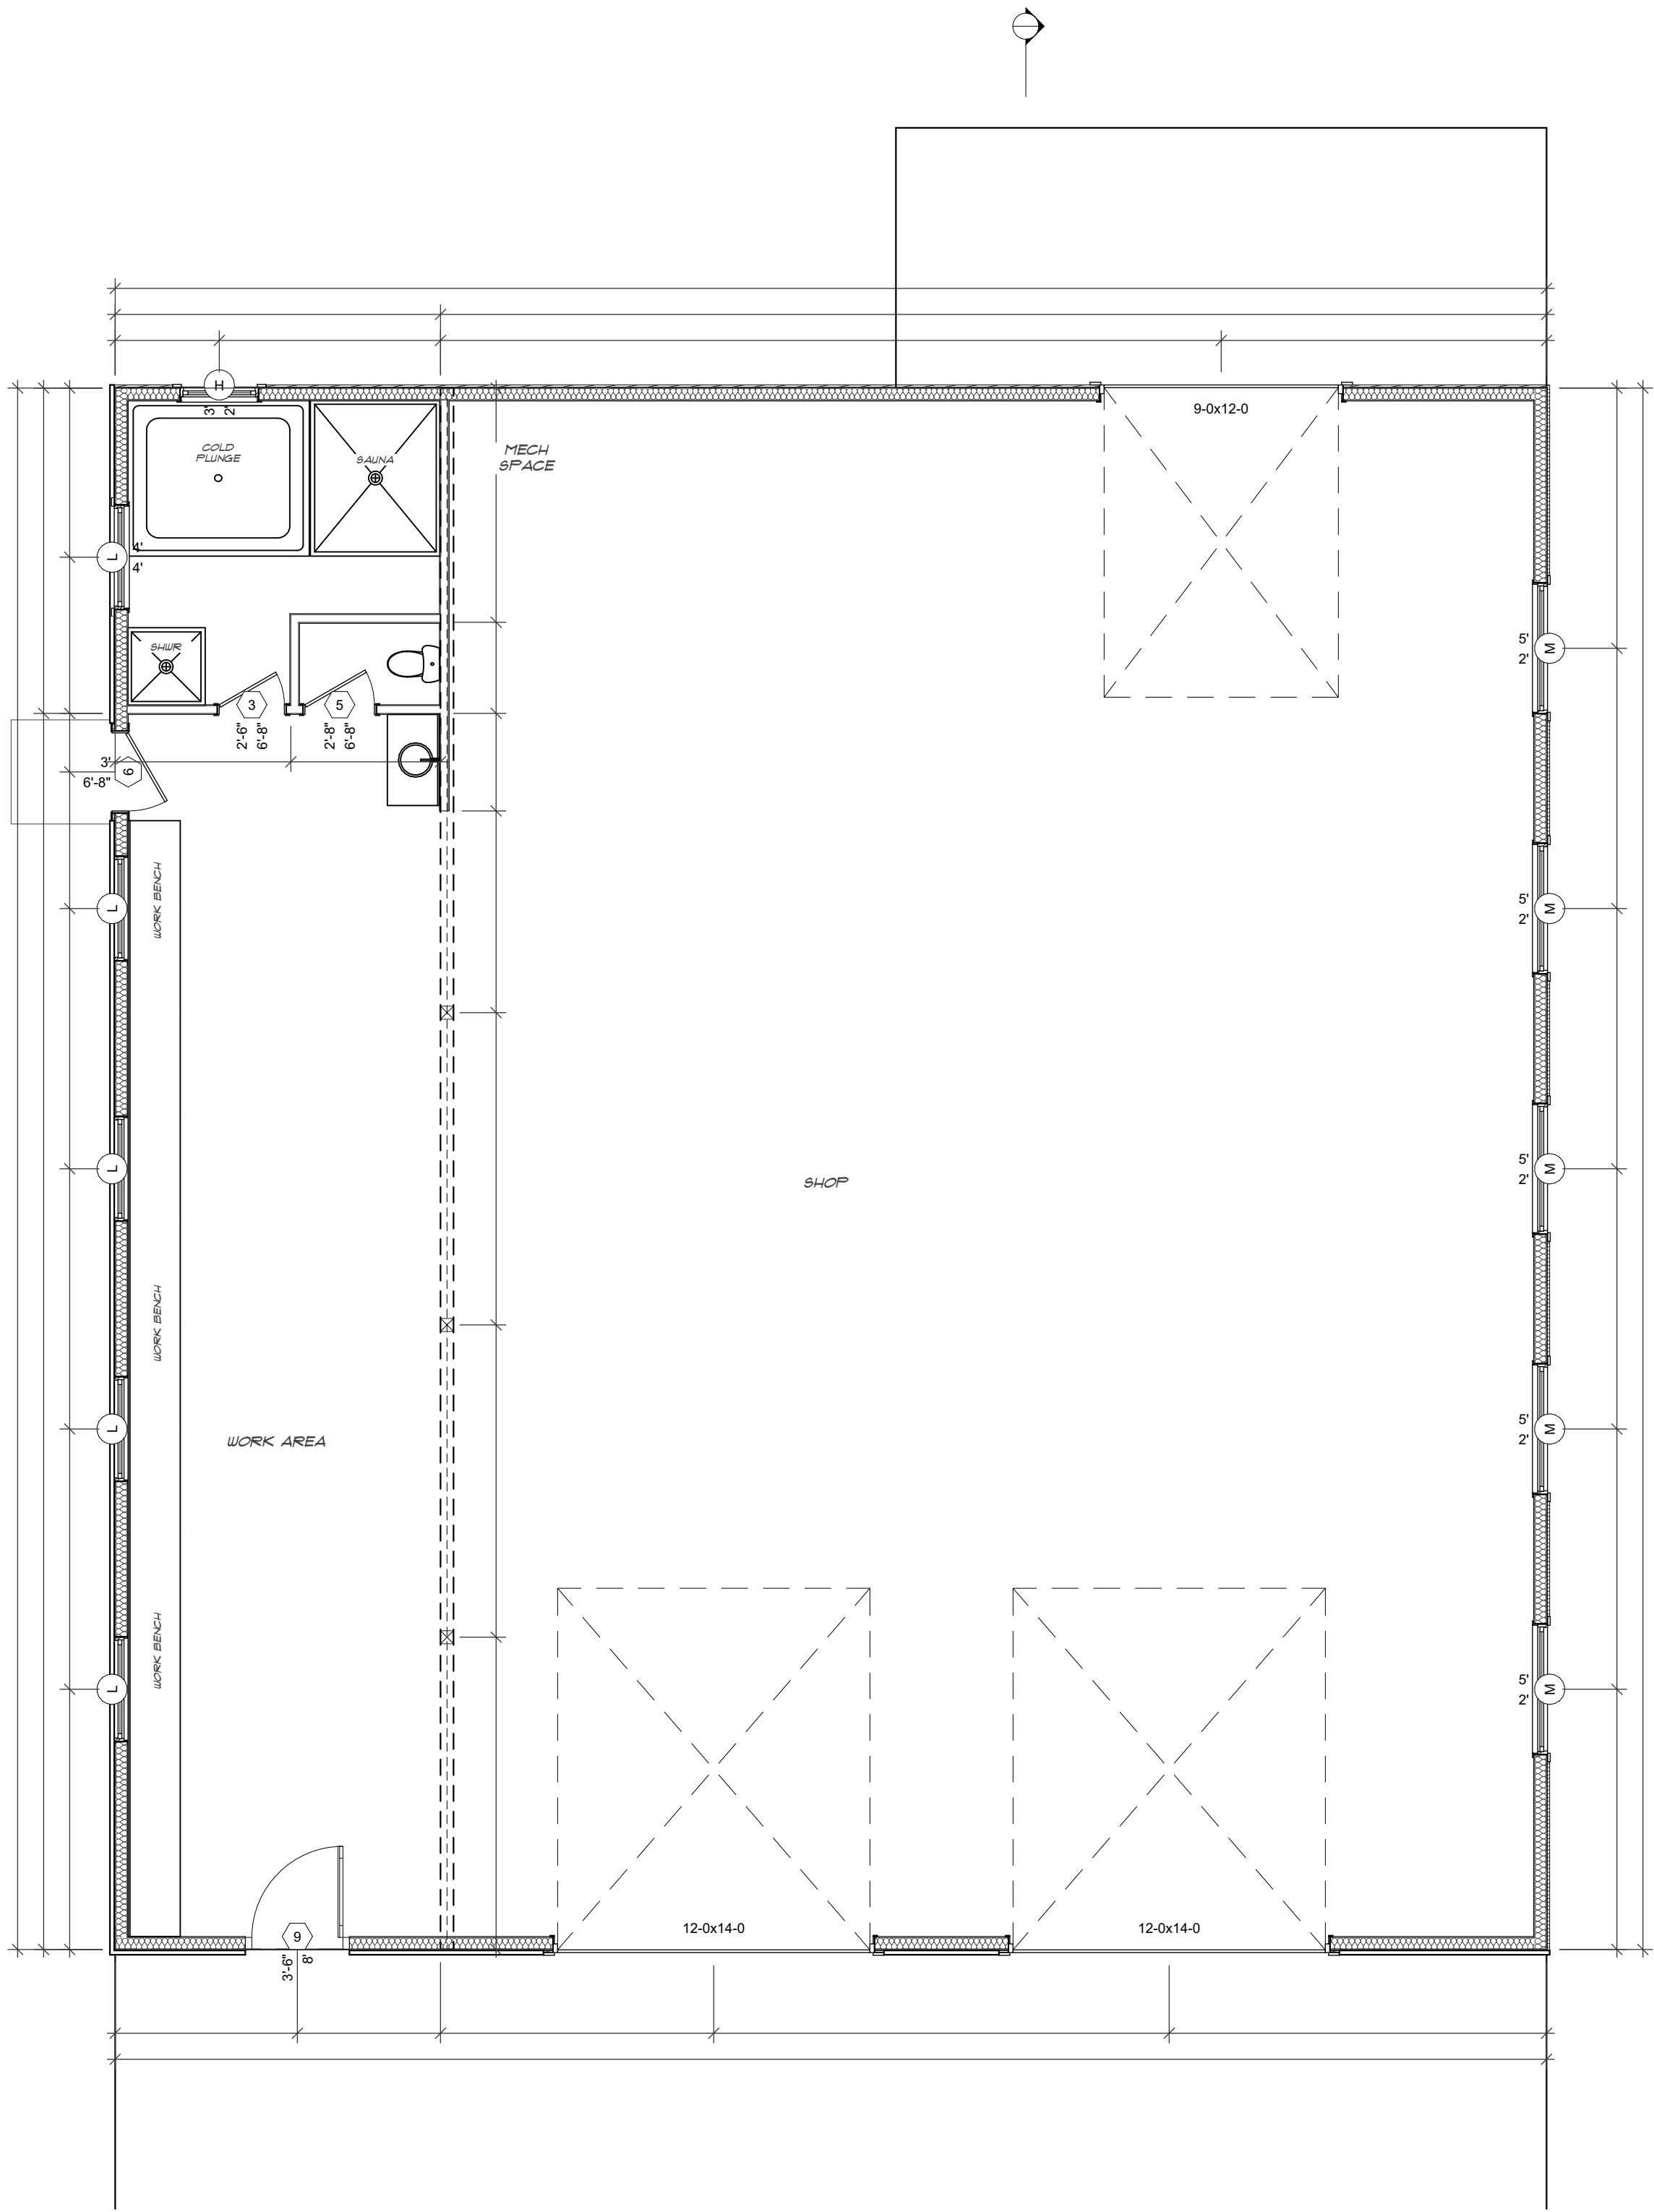 9-0x12-0
H
3'
2'
COLD
PLUNGE
SAUNA
MECH
SPACE
L
4'
4'
SHWR
5'
2'
M
3
2'-6"
6'-8"
5
2'-8"
6'-8"
3'
6'-8"
6
L
WORK BENCH
5'
2'
M
L
5'
2'
M
SHOP
WORK BENCH
L
WORK AREA
5'
2'
M
WORK BENCH
L
5'
2'
M
9
3'-6"
8'
12-0x14-0
12-0x14-0